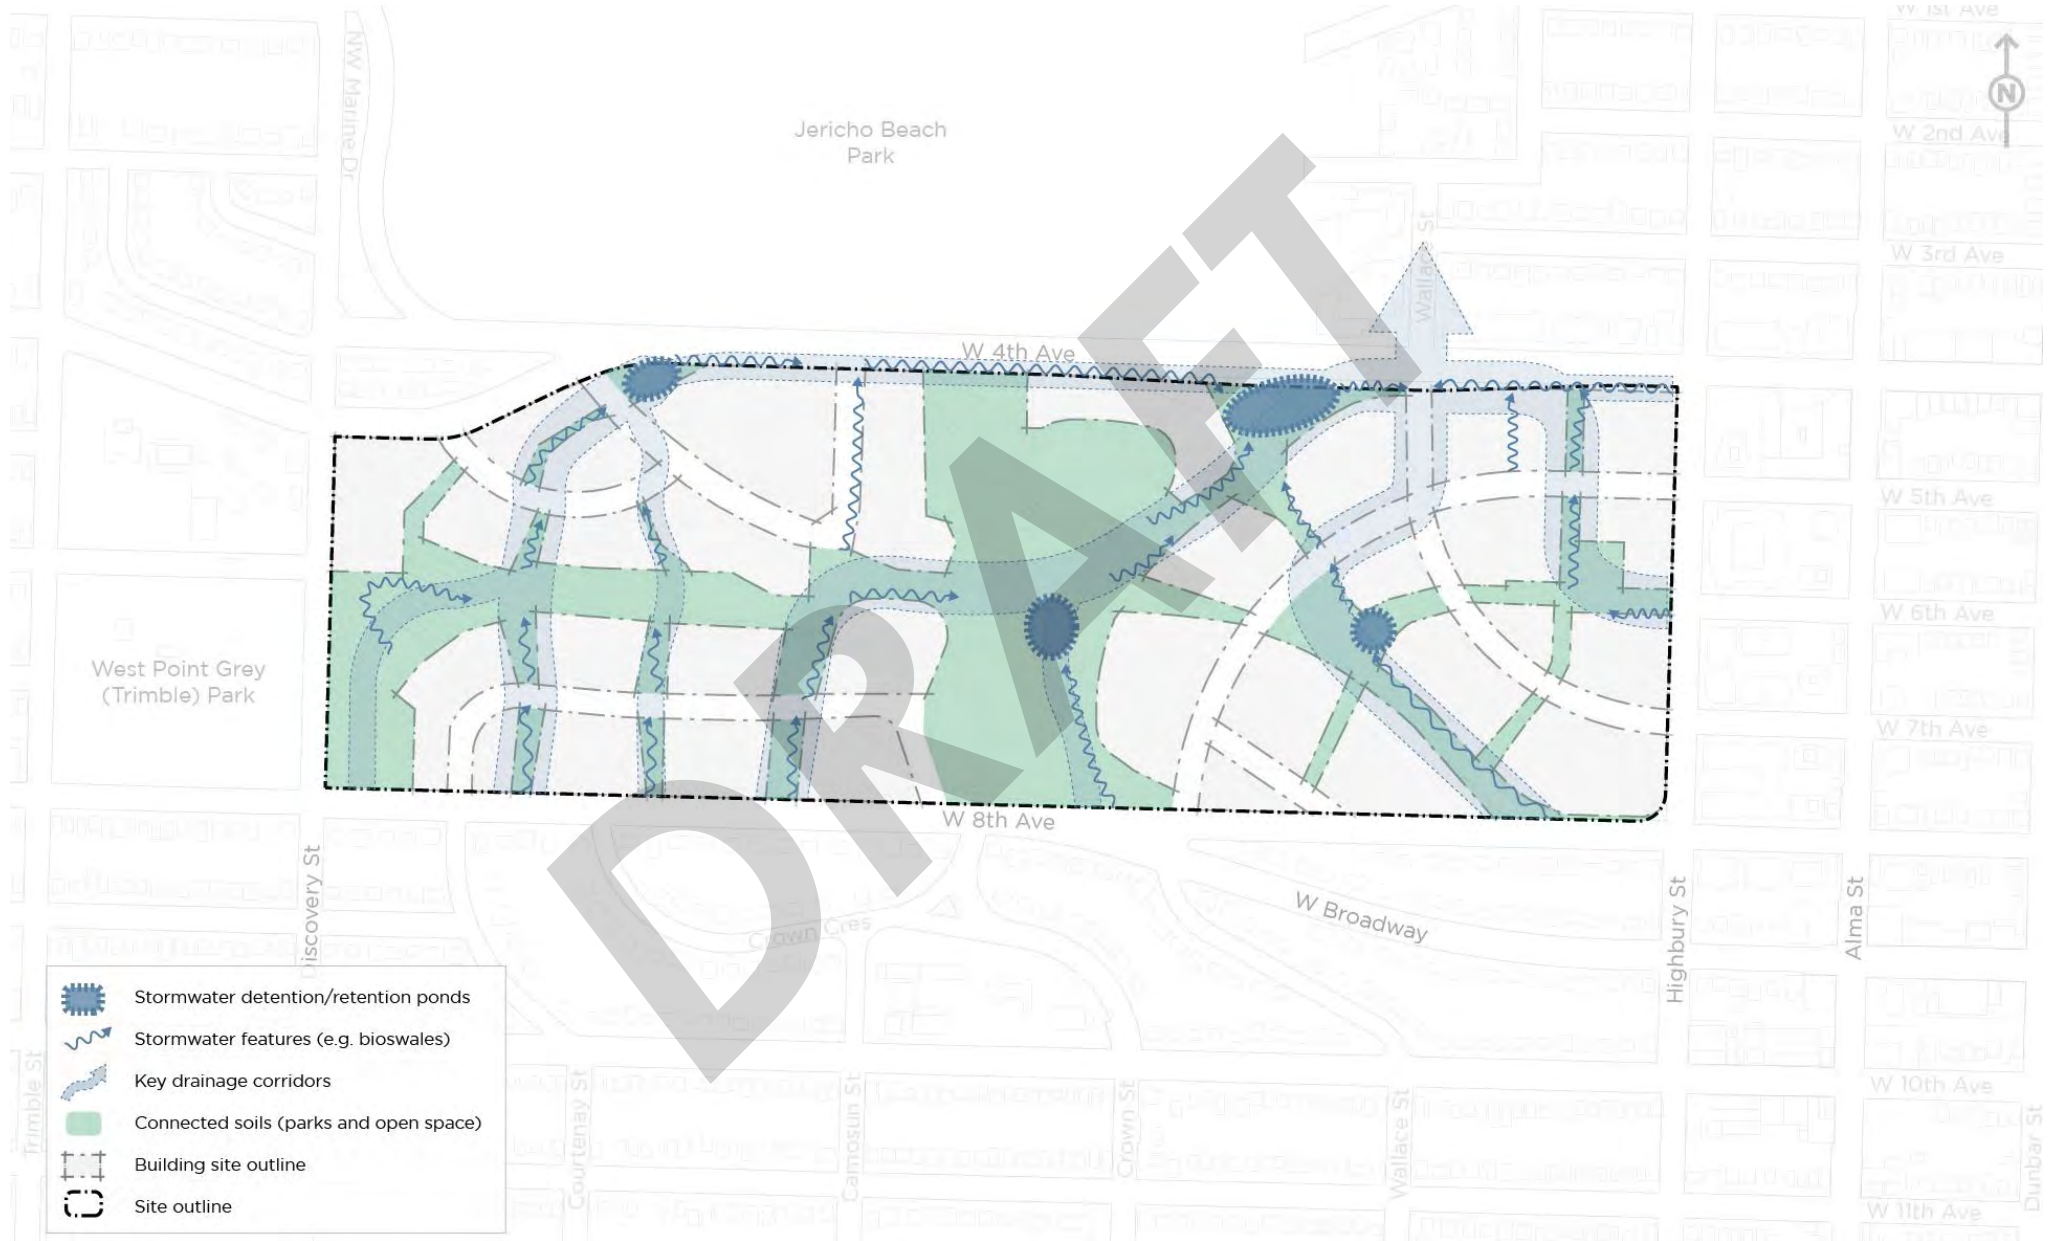 W 1st Ave
NW Marine Dr
N
Jericho Beach
Park
W 2nd Ave
Wallace St
W 3rd Ave
W 4th Ave
W 5th Ave
W 6th Ave
West Point Grey
(Trimble) Park
W 7th Ave
DRAFT
W 8th Ave
Discovery St
Crown Cres
W Broadway
Highbury St
Alma St
Stormwater detention/retention ponds
Stormwater features (e.g. bioswales)
Key drainage corridors
Connected soils (parks and open space)
Building site outline
Site outline
Trimble St
Courtenay St
Camosun St
Crown St
Wallace St
W 10th Ave
Dunbar St
W 11th Ave